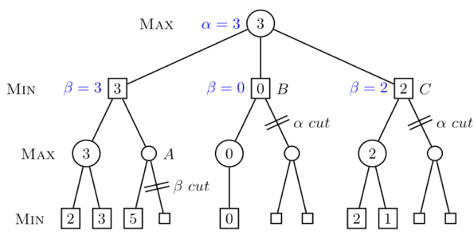 MAX α = 3 3
MIN β = 3 3 β = 0 0 B β = 2 2 C
α cut α cut
MAX 3 A 0 2
β cut
MIN 2 3 5 0 2 1